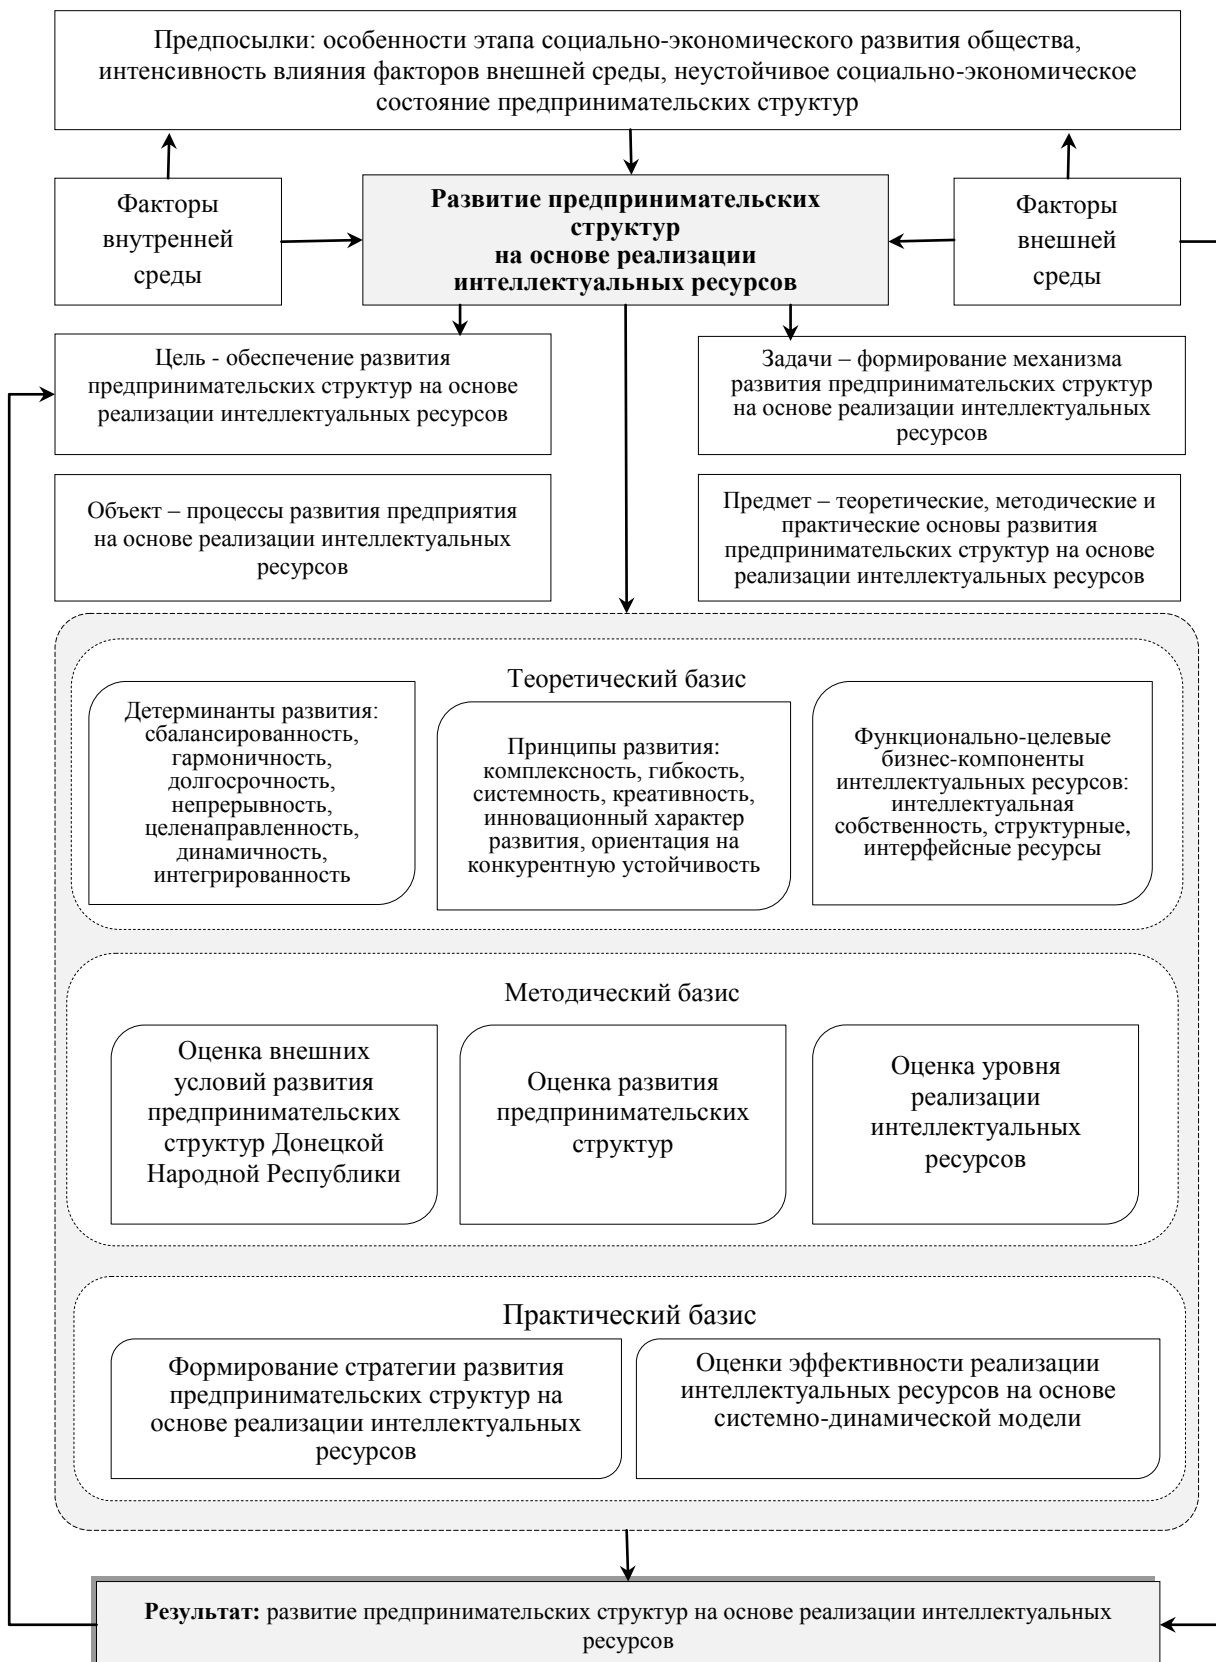 Предпосылки: особенности этапа социально-экономического развития общества,
интенсивность влияния факторов внешней среды, неустойчивое социально-экономическое
состояние предпринимательских структур
Факторы
внутренней
среды
Развитие предпринимательских
структур
на основе реализации
интеллектуальных ресурсов
Факторы
внешней
среды
Цель - обеспечение развития
предпринимательских структур на основе
реализации интеллектуальных ресурсов
Задачи – формирование механизма
развития предпринимательских структур
на основе реализации интеллектуальных
ресурсов
Объект – процессы развития предприятия
на основе реализации интеллектуальных
ресурсов
Предмет – теоретические, методические и
практические основы развития
предпринимательских структур на основе
реализации интеллектуальных ресурсов
Теоретический базис
Детерминанты развития:
сбалансированность,
гармоничность,
долгосрочность,
непрерывность,
целенаправленность,
динамичность,
интегрированность
Принципы развития:
комплексность, гибкость,
системность, креативность,
инновационный характер
развития, ориентация на
конкурентную устойчивость
Функционально-целевые
бизнес-компоненты
интеллектуальных ресурсов:
интеллектуальная
собственность, структурные,
интерфейсные ресурсы
Методический базис
Оценка внешних
условий развития
предпринимательских
структур Донецкой
Народной Республики
Оценка развития
предпринимательских
структур
Оценка уровня
реализации
интеллектуальных
ресурсов
Практический базис
Формирование стратегии развития
предпринимательских структур на
основе реализации интеллектуальных
ресурсов
Оценки эффективности реализации
интеллектуальных ресурсов на основе
системно-динамической модели
Результат: развитие предпринимательских структур на основе реализации интеллектуальных
ресурсов